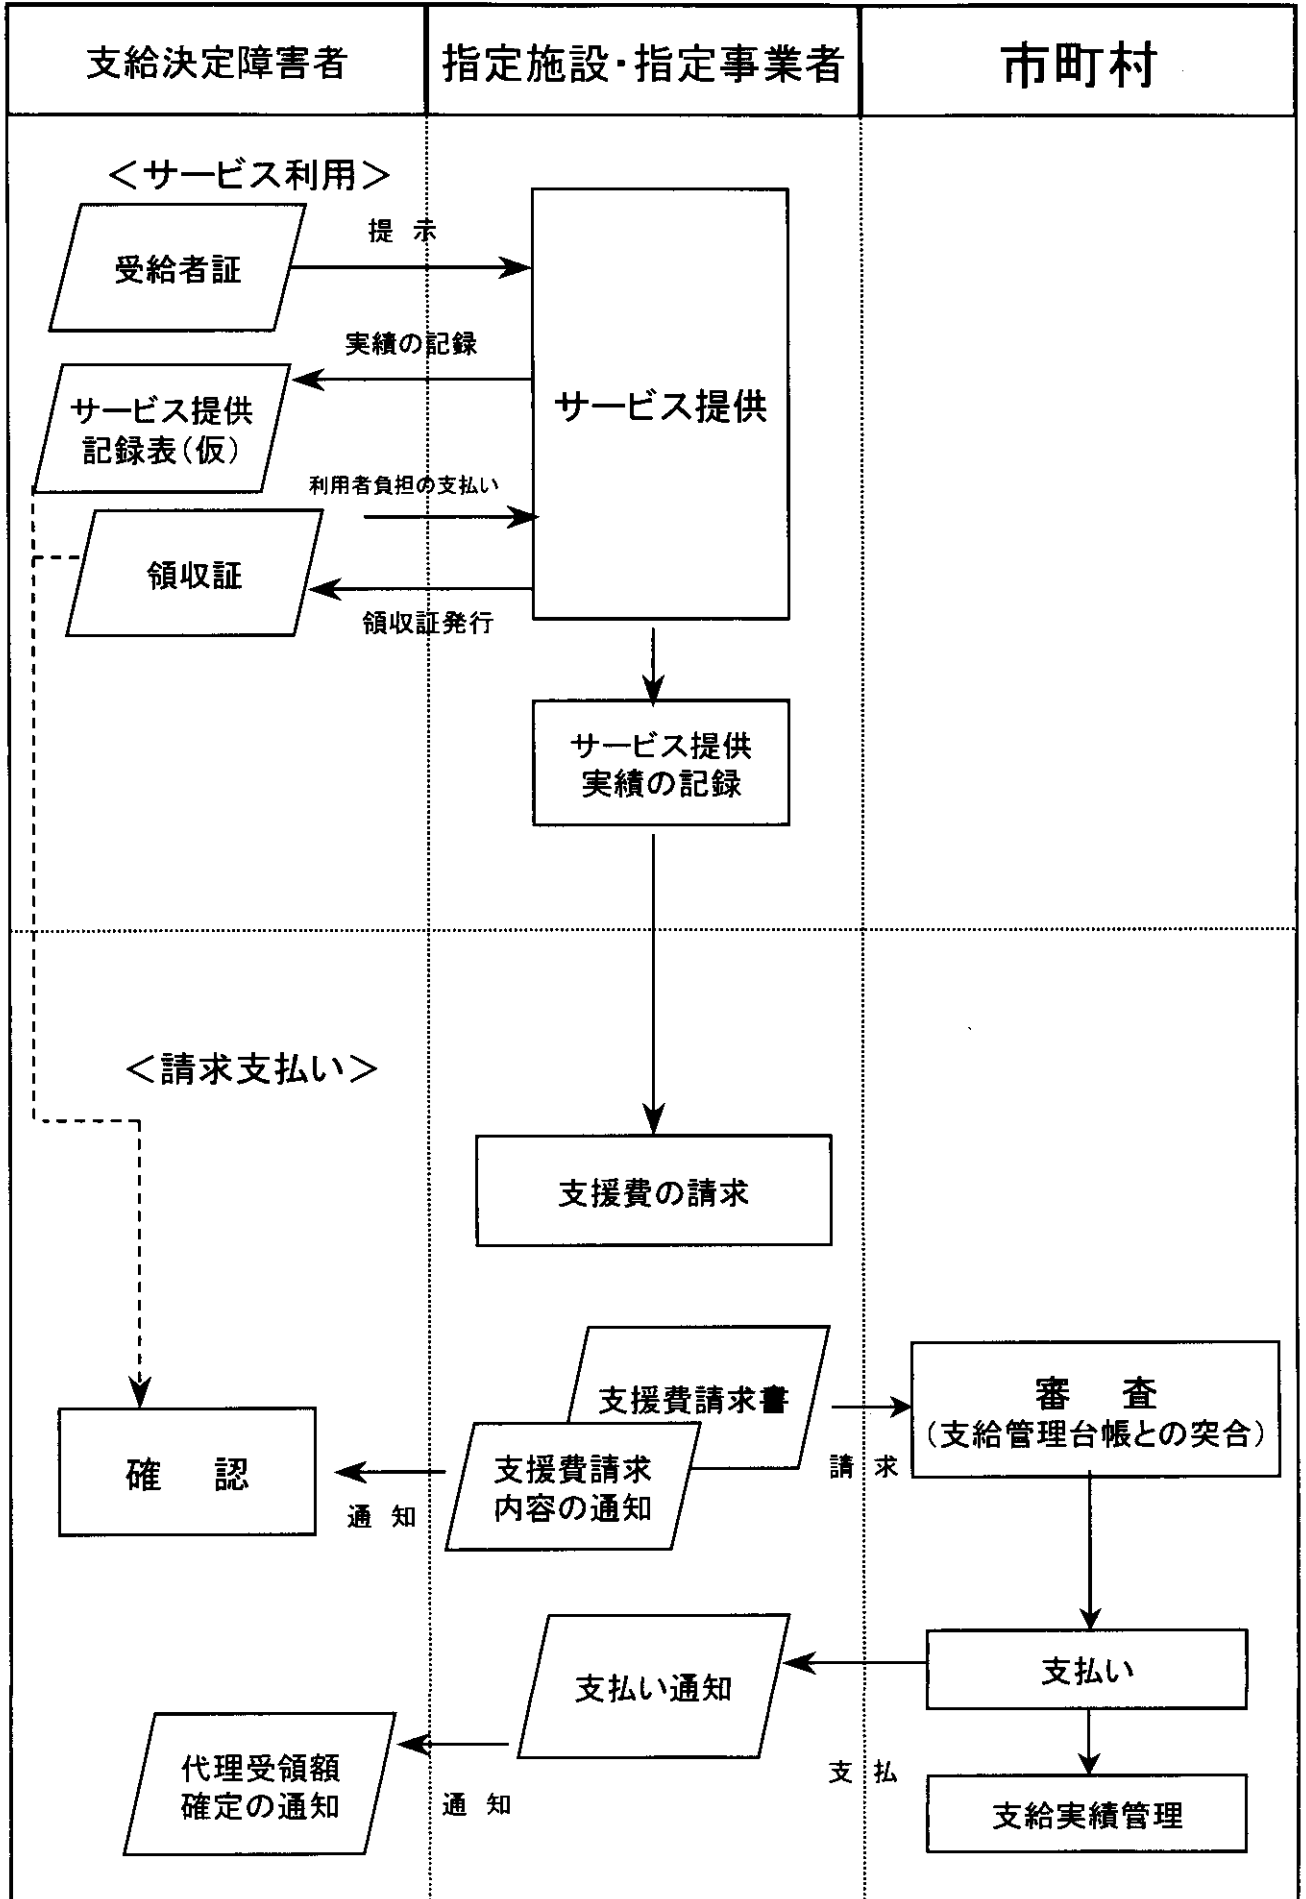 支給決定障害者
指定施設・指定事業者
市町村
＜サービス利用＞
提 示
受給者証
実績の記録
サービス提供
サービス提供
記録表（仮）
利用者負担の支払い
領収証
領収証発行
サービス提供
実績の記録
＜請求支払い＞
支援費の請求
支援費請求書
審 査
（支給管理台帳との突合）
請 求
確 認
支援費請求
内容の通知
通 知
支払い
支払い通知
支 払
代理受領額
確定の通知
通 知
支給実績管理